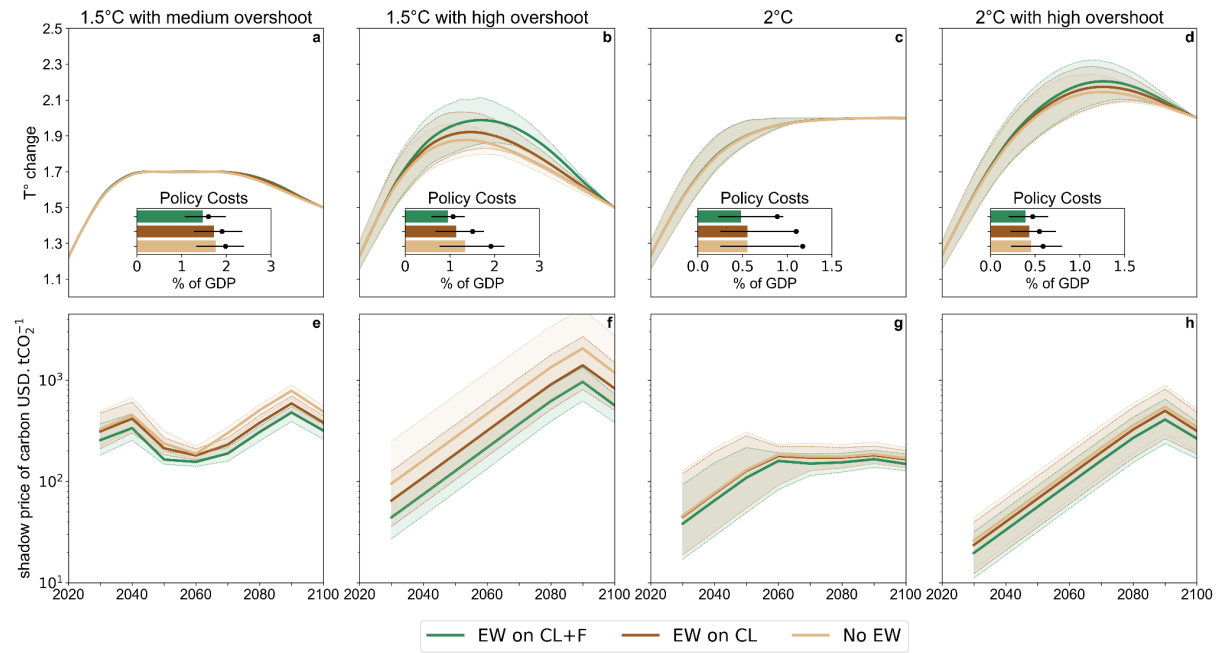 1.5°C with medium overshoot
1.5°C with high overshoot
2°C
2°C with high overshoot
T° change
2.5
2.3
2.1
1.9
1.7
1.5
1.3
1.1
a
Policy Costs
0 1 2 3
% of GDP
b
Policy Costs
0 1 2 3
% of GDP
c
Policy Costs
0.0 0.5 1.0 1.5
% of GDP
d
Policy Costs
0.0 0.5 1.0 1.5
% of GDP
shadow price of carbon USD. tCO₂⁻¹
10³
10²
10¹
e
2020 2040 2060 2080 2100
f
2020 2040 2060 2080 2100
g
2020 2040 2060 2080 2100
h
2020 2040 2060 2080 2100
EW on CL+F EW on CL No EW